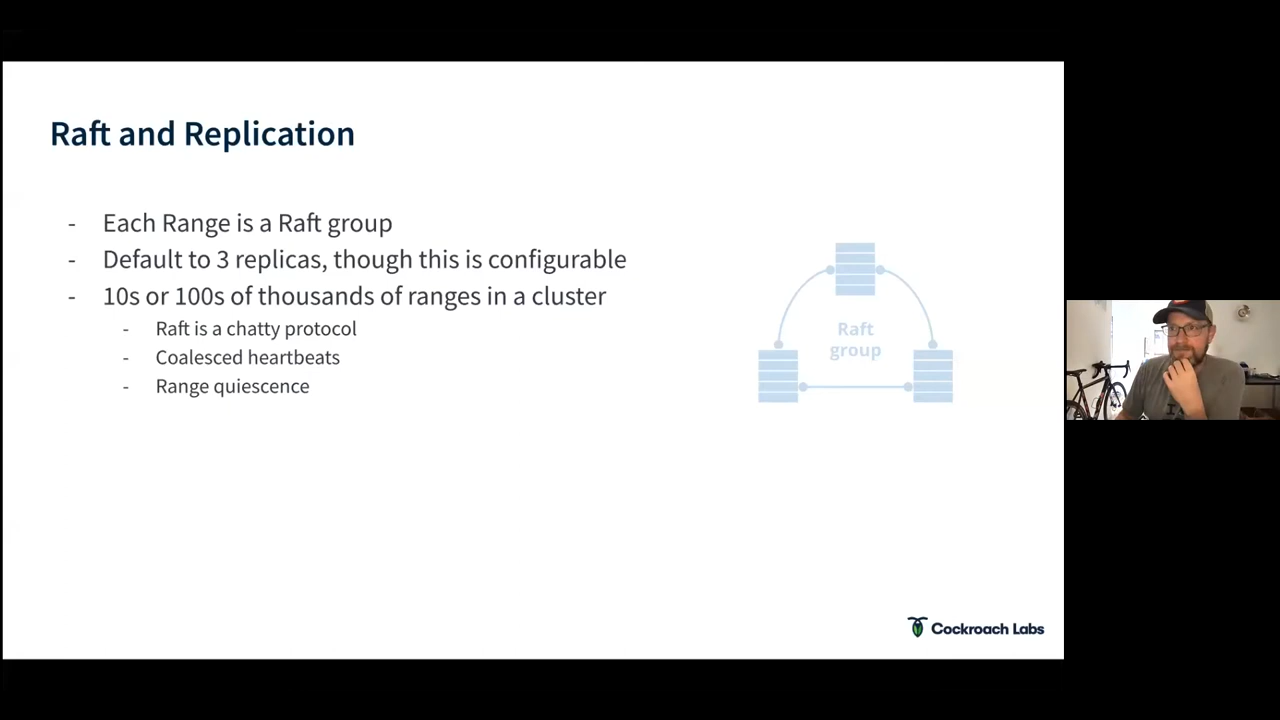 Raft and Replication
- Each Range is a Raft group
- Default to 3 replicas, though this is configurable
- 10s or 100s of thousands of ranges in a cluster
- Raft is a chatty protocol
- Coalesced heartbeats
- Range quiescence
Raft
group
Cockroach Labs